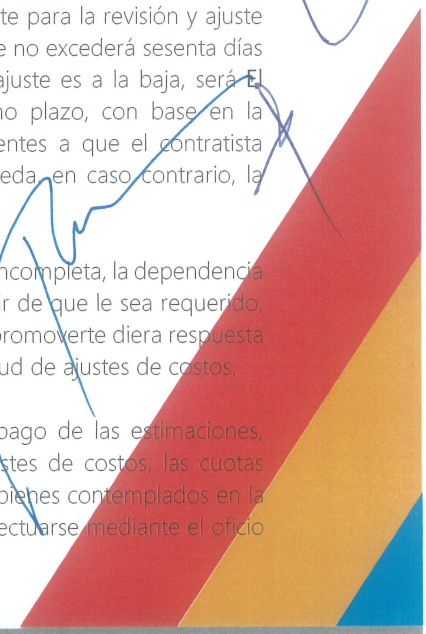 te para la revisión y ajuste
e no excederá sesenta días
ajuste es a la baja, será El
no plazo, con base en la
entes a que el contratista
eda, en caso contrario, la
incompleta, la dependencia
ir de que le sea requerido,
promoverte diera respuesta
ud de ajustes de costos.
pago de las estimaciones,
stes de costos, las cuotas
bienes contemplados en la
ectuarse mediante el oficio